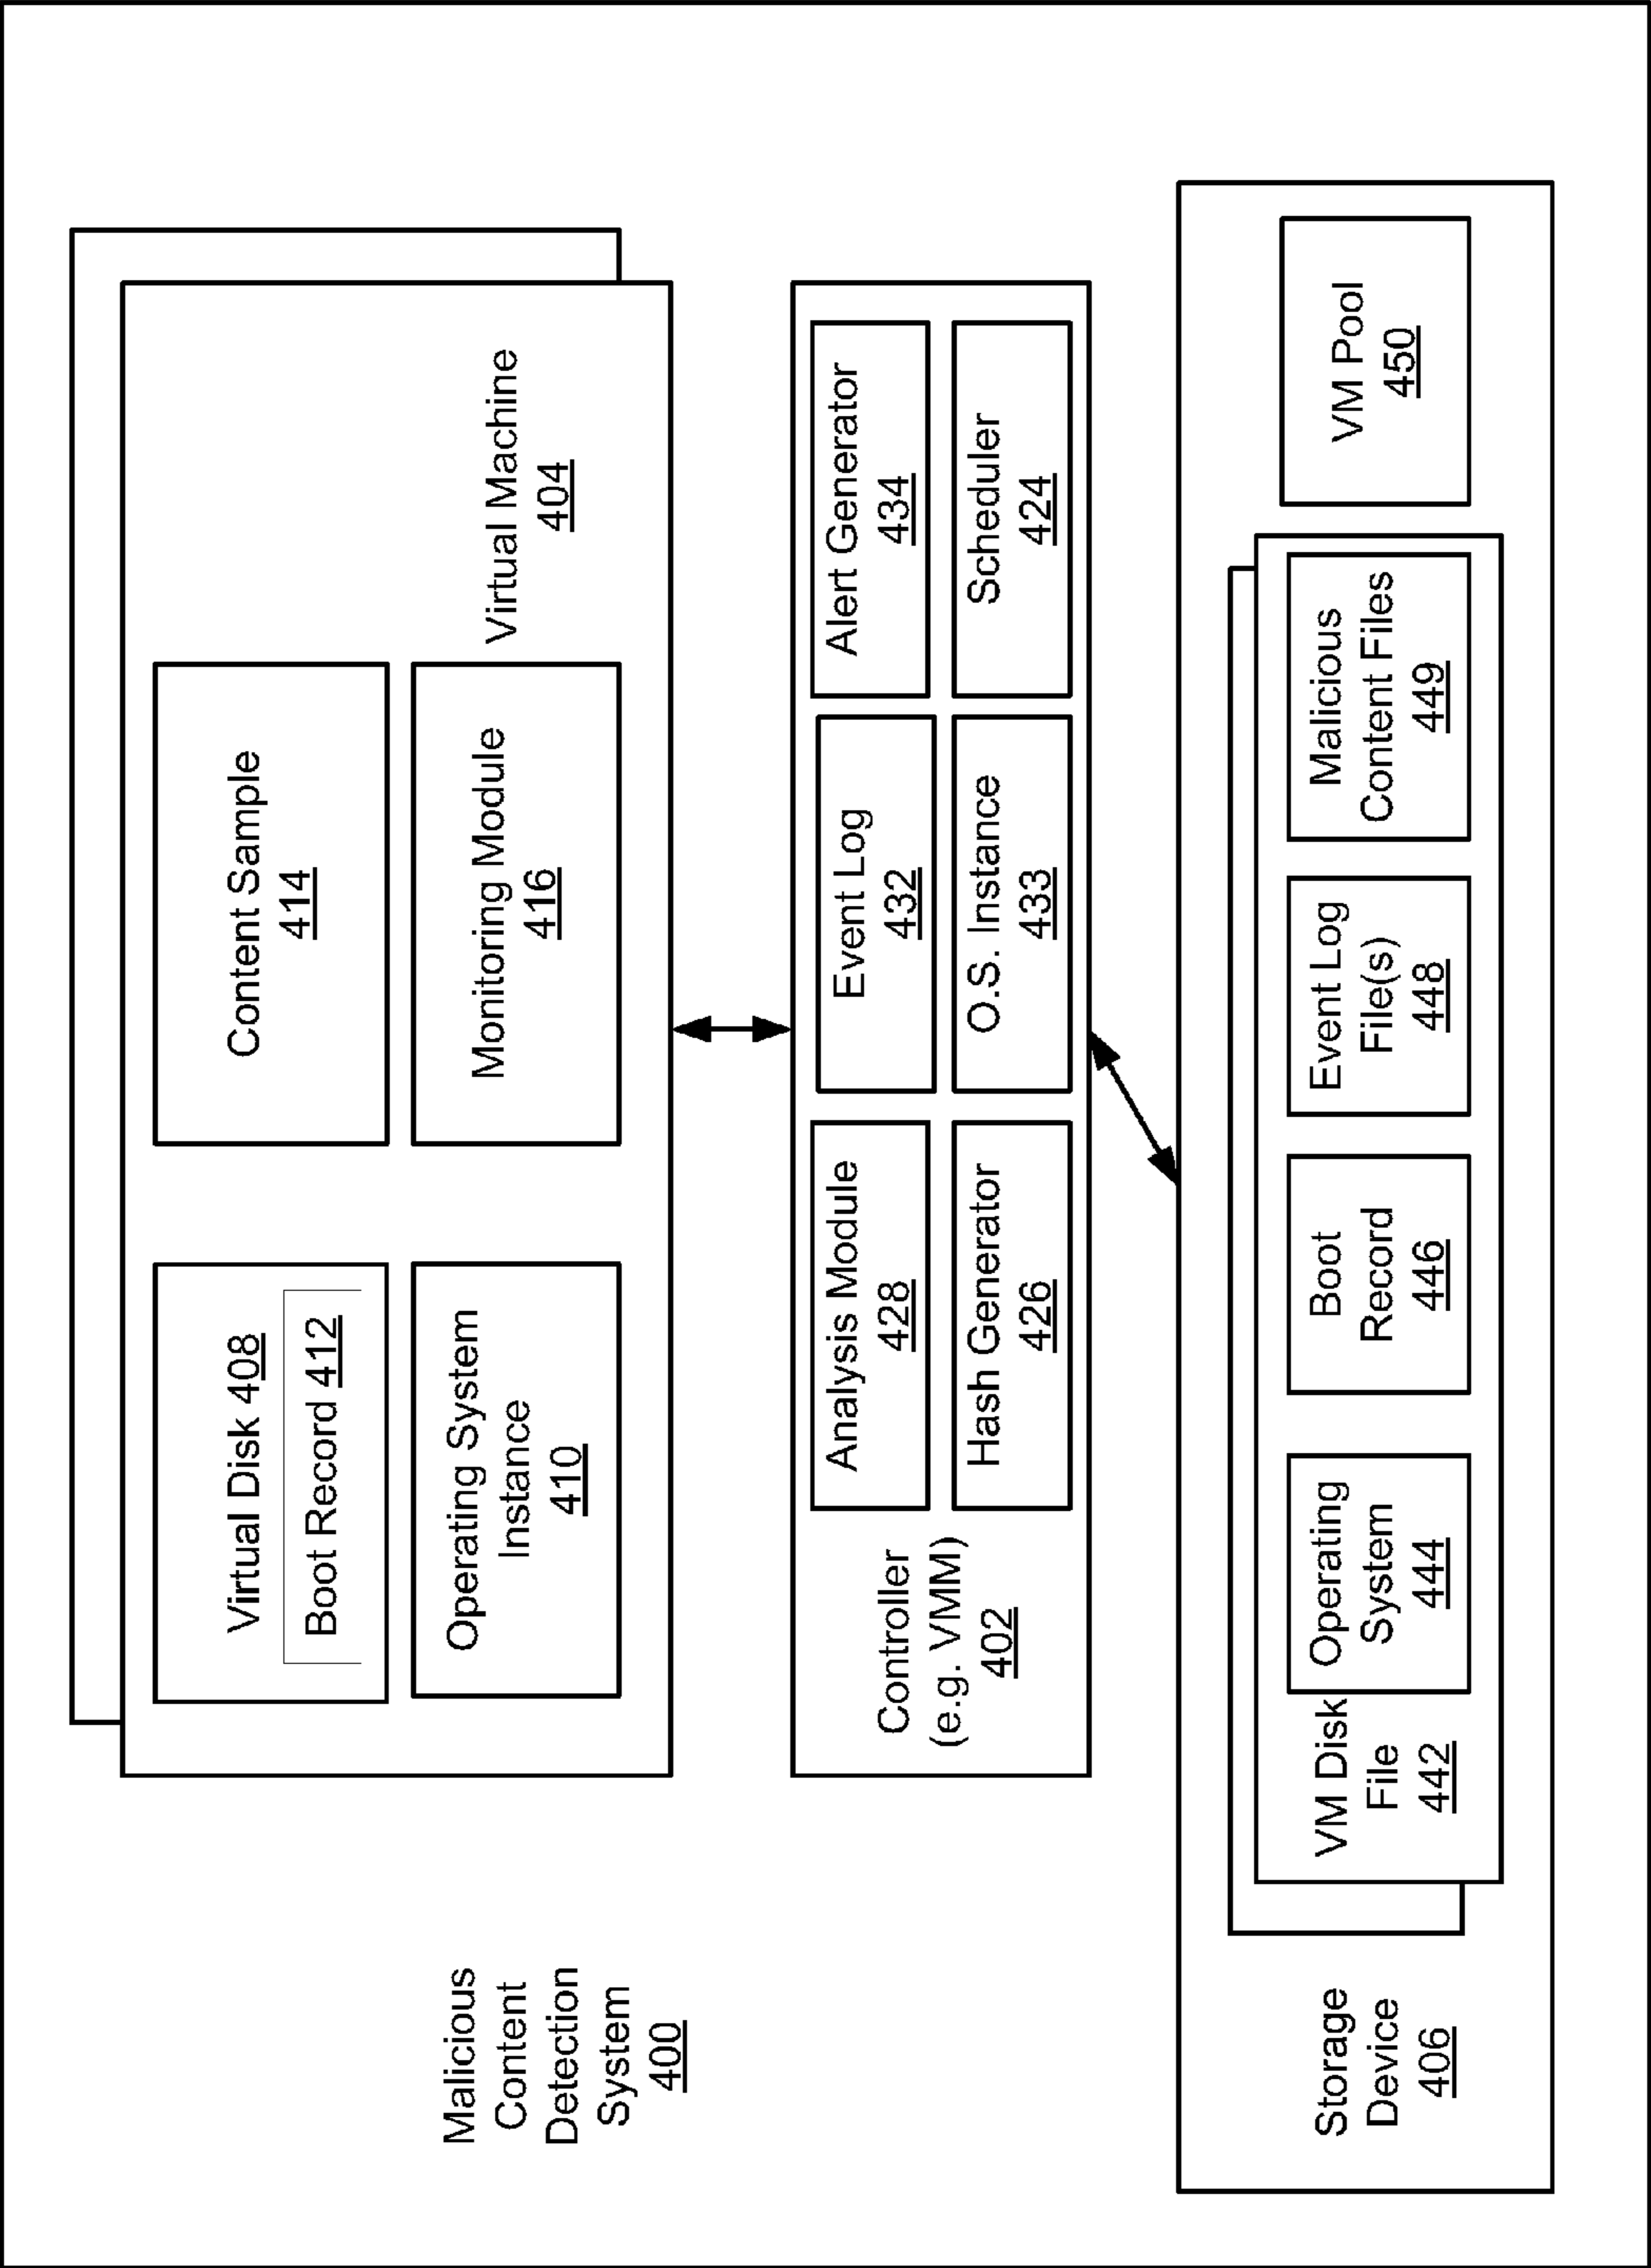 Malicious
Content
Detection
System
400
Virtual Disk 408
Boot Record 412
Operating System
Instance
410
Content Sample
414
Monitoring Module
416
Virtual Machine
404
Controller
(e.g. VMM)
402
Analysis Module
428
Hash Generator
426
Event Log
432
O.S. Instance
433
Alert Generator
434
Scheduler
424
Storage
Device
406
VM Disk
File
442
Operating
System
444
Boot
Record
446
Event Log
File(s)
448
Malicious
Content Files
449
VM Pool
450